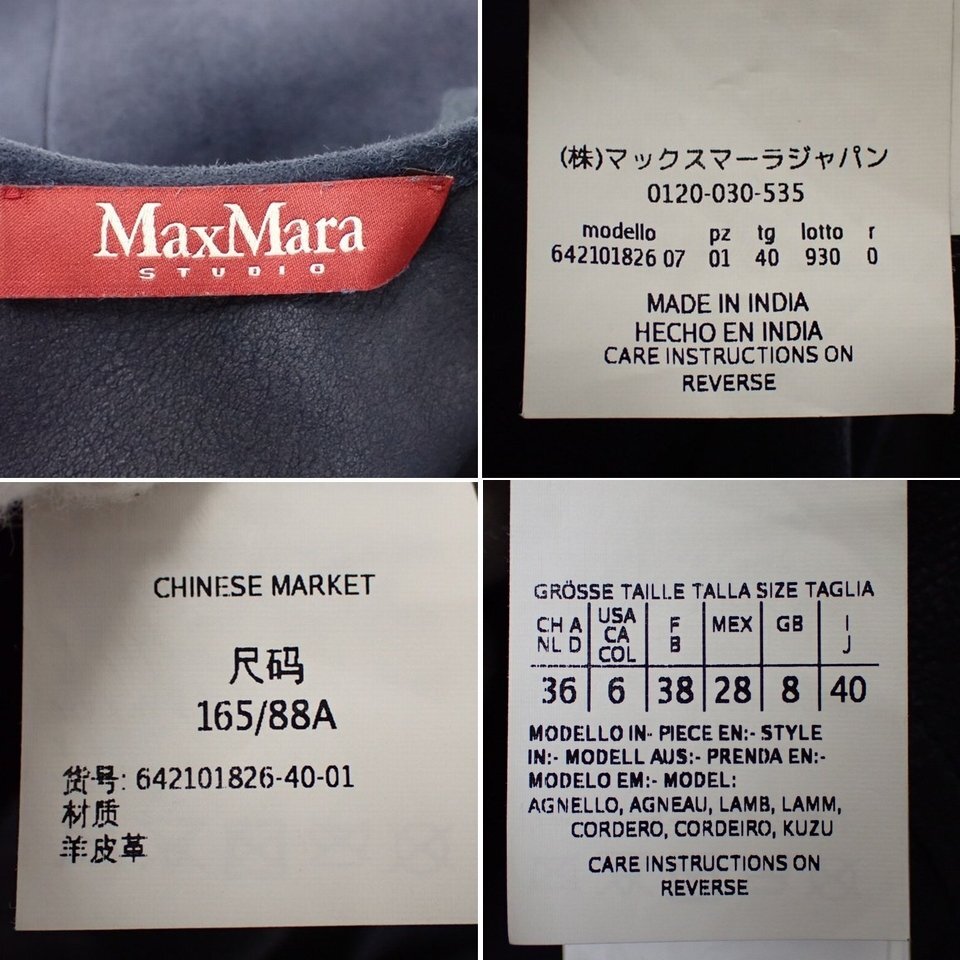 MaxMara
STUDIO
(株)マックスマーラジャパン
0120-030-535
modello pz tg lotto r
642101826 07 01 40 930 0
MADE IN INDIA
HECHO EN INDIA
CARE INSTRUCTIONS ON
REVERSE
CHINESE MARKET
尺码
165/88A
货号: 642101826-40-01
材质
羊皮革
GRÖSSE TAILLE TALLA SIZE TAGLIA
CH A NL D USA CA COL F B MEX GB I J
36 6 38 28 8 40
MODELLO IN- PIECE EN:- STYLE
IN:- MODELL AUS:- PRENDA EN:-
MODELO EM:- MODEL:
AGNELLO, AGNEAU, LAMB, LAMM,
CORDERO, CORDEIRO, KUZU
CARE INSTRUCTIONS ON
REVERSE